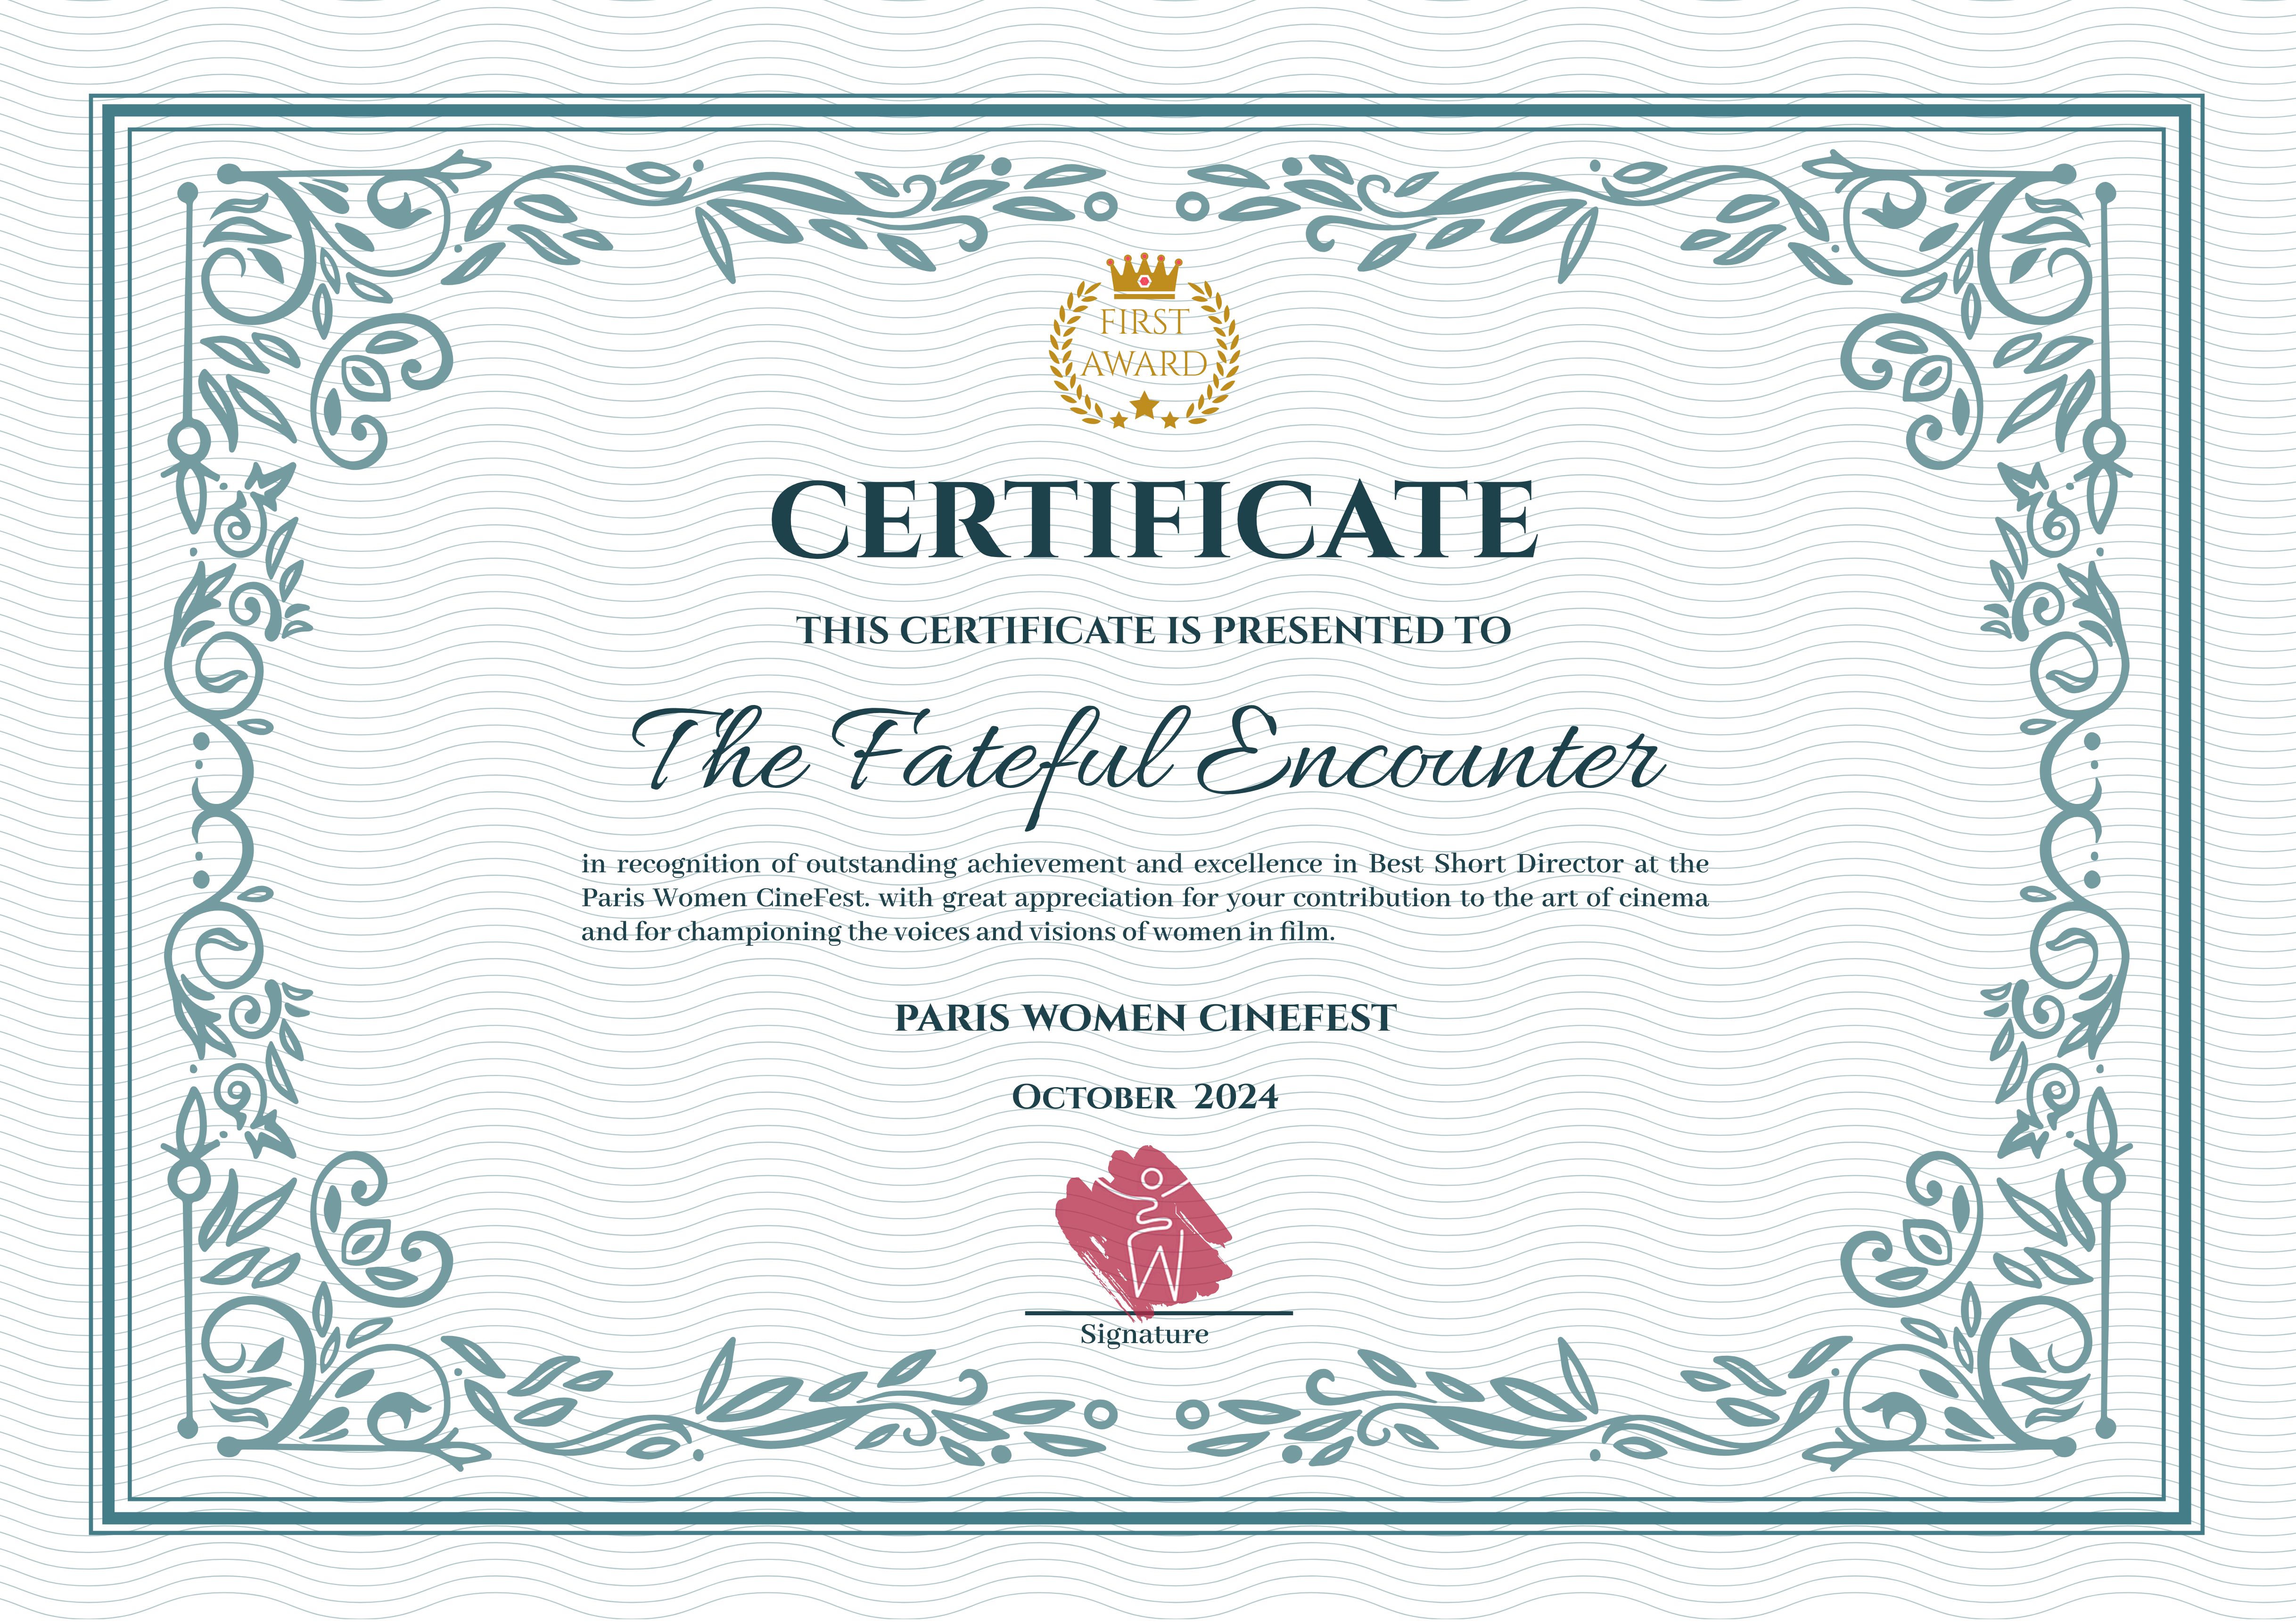 FIRST
AWARD
CERTIFICATE
THIS CERTIFICATE IS PRESENTED TO
The Fateful Encounter
in recognition of outstanding achievement and excellence in Best Short Director at the
Paris Women CineFest. with great appreciation for your contribution to the art of cinema
and for championing the voices and visions of women in film.
PARIS WOMEN CINEFEST
October 2024
Signature